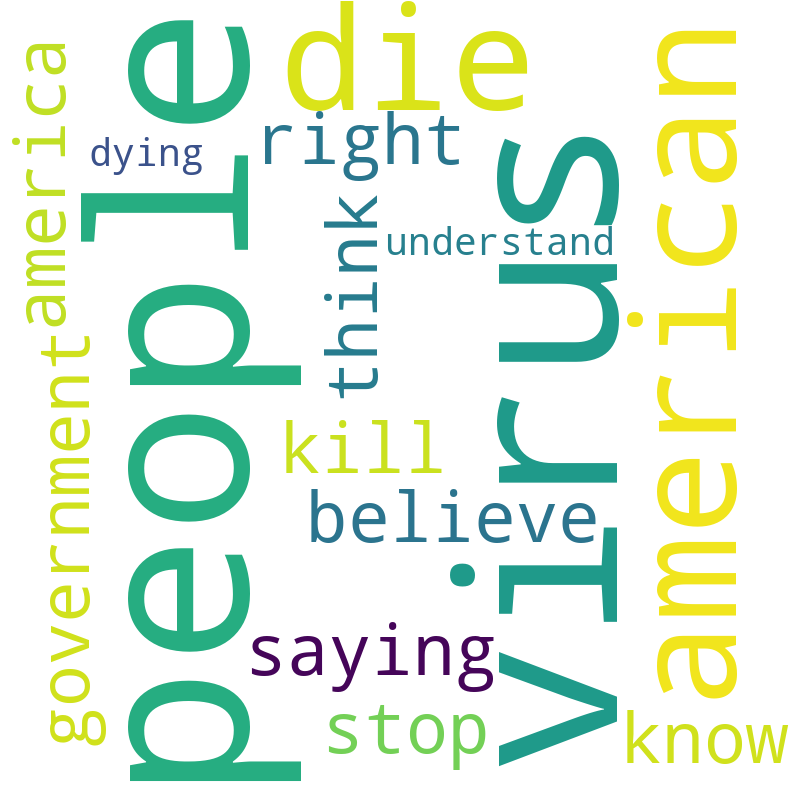 people
virus
american
die
america
government
right
dying
think
understand
kill
believe
saying
stop
know